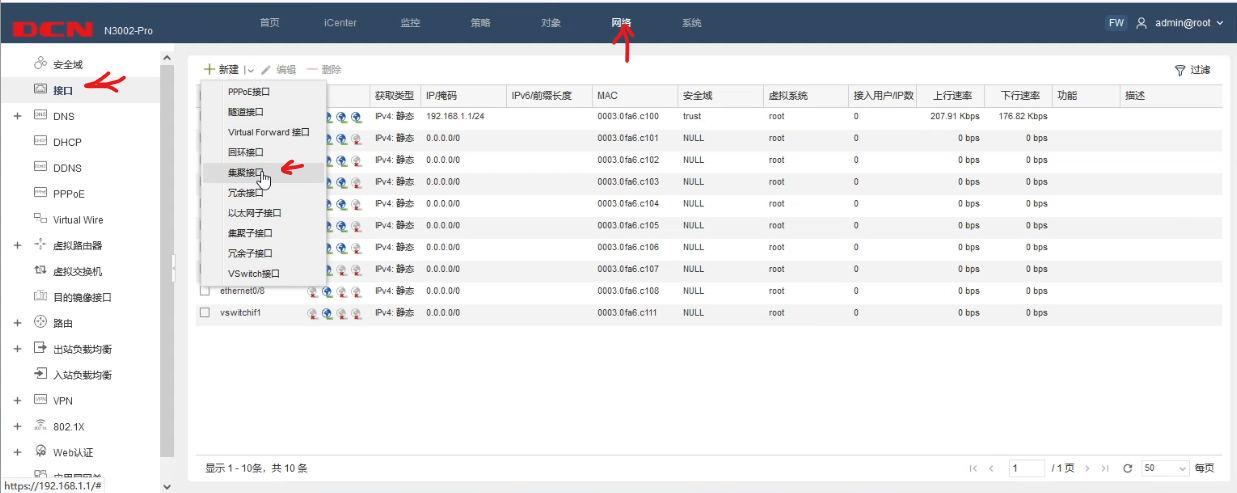 DCN N3002-Pro 首页 iCenter 监控 策略 对象 网络 系统 FW admin@root
安全域
接口
DNS
DHCP
DDNS
PPPoE
Virtual Wire
虚拟路由器
虚拟交换机
目的镜像接口
路由
出站负载均衡
入站负载均衡
VPN
802.1X
Web认证
https://192.168.1.1/#
新建 编辑 删除 过滤
PPPoE接口
隧道接口
Virtual Forward 接口
回环接口
集聚接口
冗余接口
以太网子接口
集聚子接口
冗余子接口
VSwitch接口
获取类型 IP/掩码 IPv6/前缀长度 MAC 安全域 虚拟系统 接入用户/IP数 上行速率 下行速率 功能 描述
IPv4: 静态 192.168.1.1/24 0003.0fa6.c100 trust root 0 207.91 Kbps 176.82 Kbps
IPv4: 静态 0.0.0.0/0 0003.0fa6.c101 NULL root 0 0 bps 0 bps
IPv4: 静态 0.0.0.0/0 0003.0fa6.c102 NULL root 0 0 bps 0 bps
IPv4: 静态 0.0.0.0/0 0003.0fa6.c103 NULL root 0 0 bps 0 bps
IPv4: 静态 0.0.0.0/0 0003.0fa6.c104 NULL root 0 0 bps 0 bps
IPv4: 静态 0.0.0.0/0 0003.0fa6.c105 NULL root 0 0 bps 0 bps
IPv4: 静态 0.0.0.0/0 0003.0fa6.c106 NULL root 0 0 bps 0 bps
IPv4: 静态 0.0.0.0/0 0003.0fa6.c107 NULL root 0 0 bps 0 bps
ethernet0/8 IPv4: 静态 0.0.0.0/0 0003.0fa6.c108 NULL root 0 0 bps 0 bps
vswitchif1 IPv4: 静态 0.0.0.0/0 0003.0fa6.c111 NULL root 0 0 bps 0 bps
显示 1 - 10条, 共 10 条 1 / 1 页 50 每页